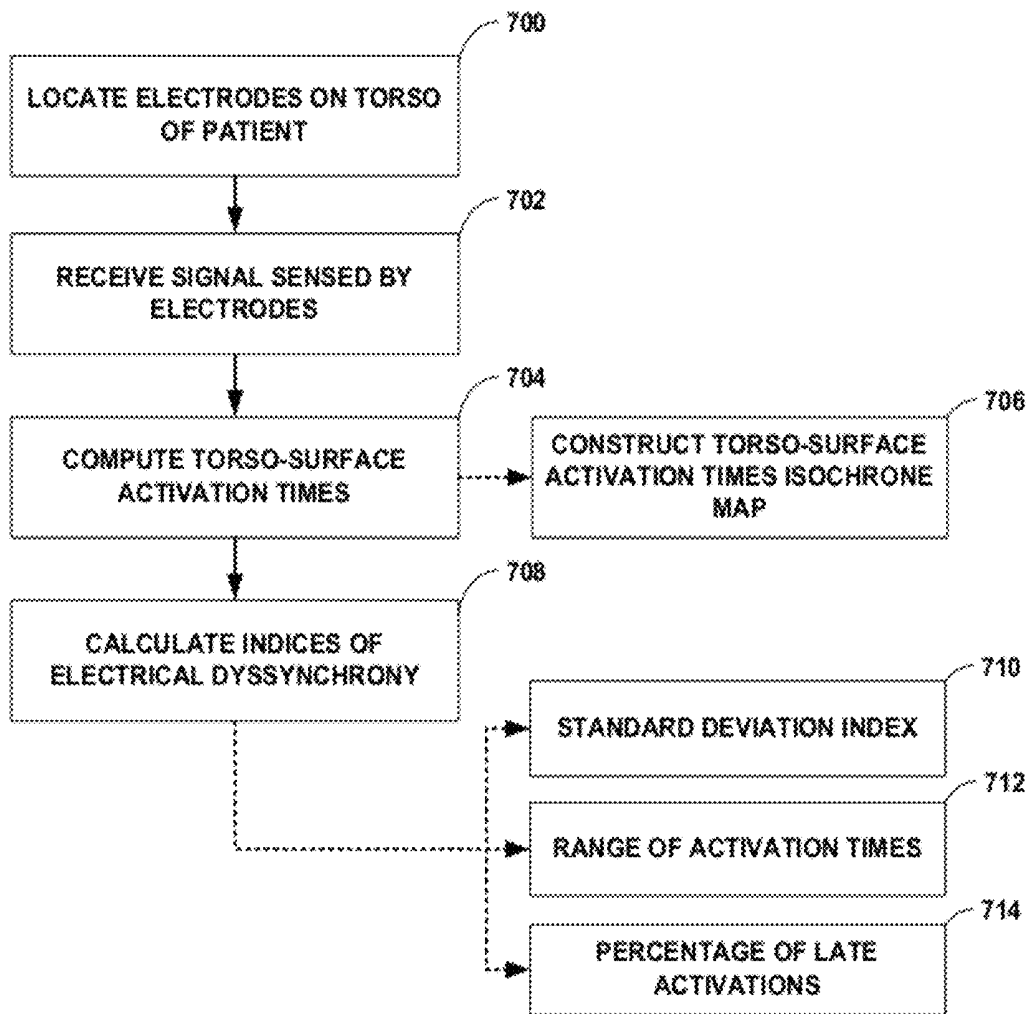 700
LOCATE ELECTRODES ON TORSO
OF PATIENT
702
RECEIVE SIGNAL SENSED BY
ELECTRODES
704
COMPUTE TORSO-SURFACE
ACTIVATION TIMES
706
CONSTRUCT TORSO-SURFACE
ACTIVATION TIMES ISOCHRONE
MAP
708
CALCULATE INDICES OF
ELECTRICAL DYSSYNCHRONY
710
STANDARD DEVIATION INDEX
712
RANGE OF ACTIVATION TIMES
714
PERCENTAGE OF LATE
ACTIVATIONS